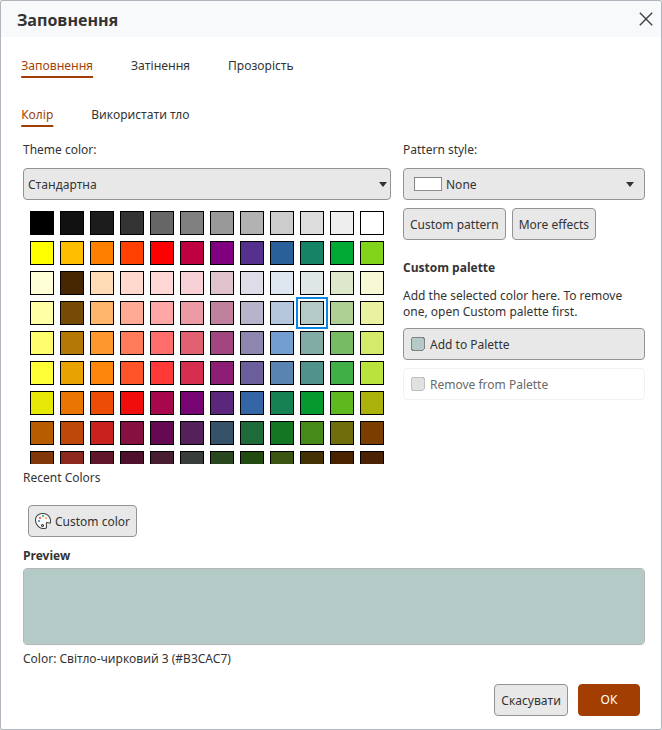 Заповнення
Заповнення Затінення Прозорість
Колір Використати тло
Theme color:
Стандартна
Recent Colors
Custom color
Pattern style:
None
Custom pattern More effects
Custom palette
Add the selected color here. To remove
one, open Custom palette first.
Add to Palette
Remove from Palette
Preview
Color: Світло-чирковий 3 (#B3CAC7)
Скасувати OK